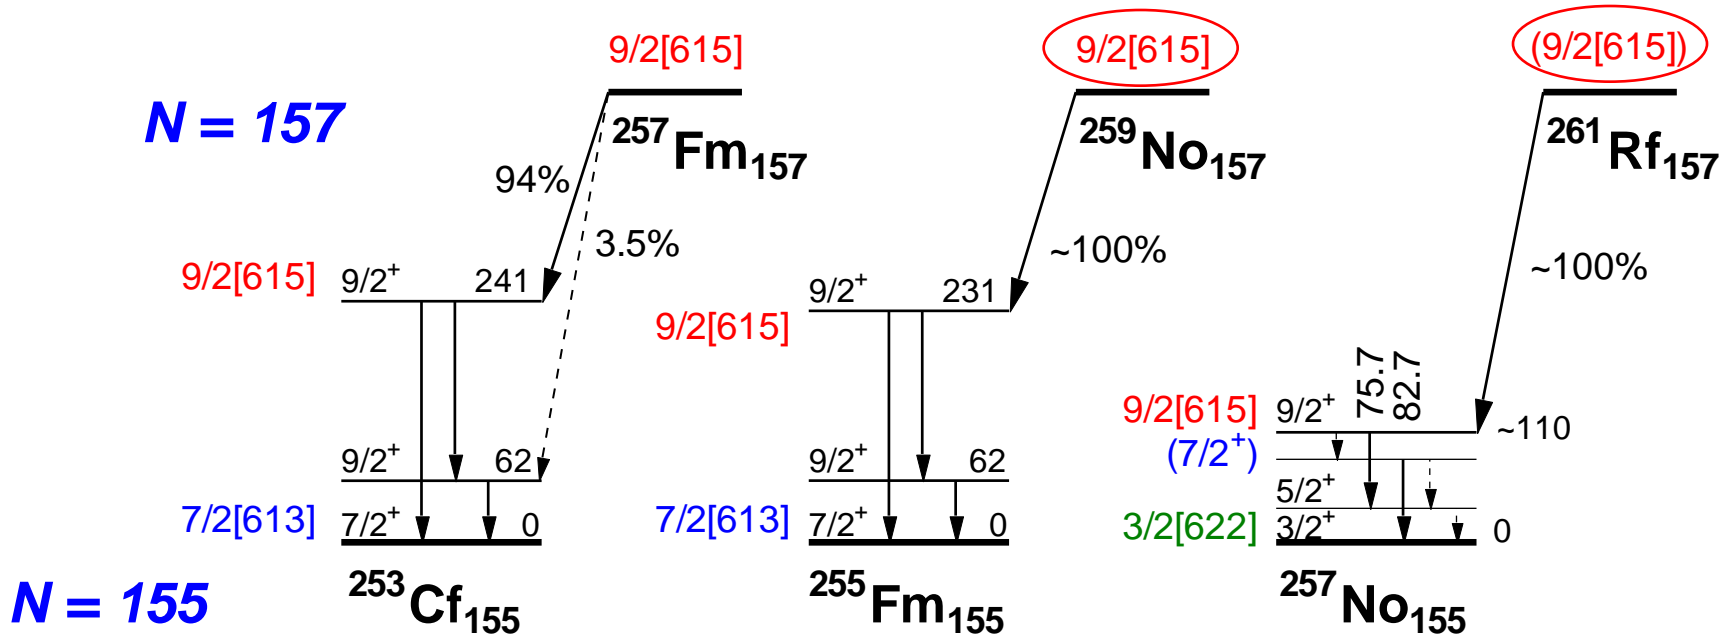 9/2[615]
9/2[615]
(9/2[615])
N = 157
²⁵⁷Fm₁₅₇
²⁵⁹No₁₅₇
²⁶¹Rf₁₅₇
94%
3.5%
~100%
~100%
9/2[615] 9/2⁺ 241
9/2⁺ 231
9/2[615]
75.7
82.7
9/2[615] 9/2⁺ ~110
(7/2⁺)
9/2⁺ 62
9/2⁺ 62
5/2⁺
7/2[613] 7/2⁺ 0
7/2[613] 7/2⁺ 0
3/2[622] 3/2⁺ 0
N = 155
²⁵³Cf₁₅₅
²⁵⁵Fm₁₅₅
²⁵⁷No₁₅₅